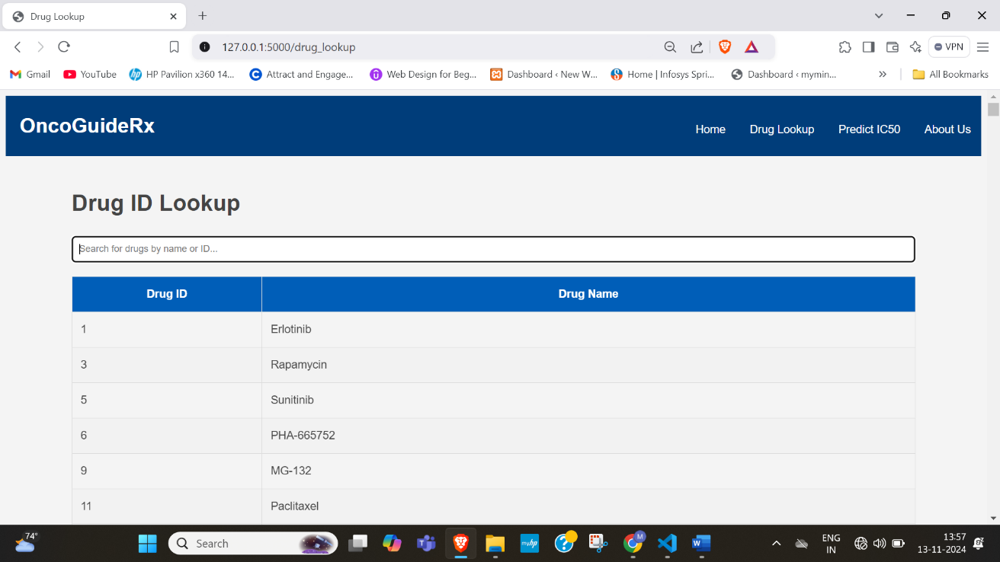 Drug Lookup
127.0.0.1:5000/drug_lookup
VPN
Gmail
YouTube
HP Pavilion x360 14...
Attract and Engage...
Web Design for Beg...
Dashboard ‹ New W...
Home | Infosys Spri...
Dashboard ‹ mymin...
All Bookmarks
OncoGuideRx
Home
Drug Lookup
Predict IC50
About Us
Drug ID Lookup
Search for drugs by name or ID...
Drug ID Drug Name
1 Erlotinib
3 Rapamycin
5 Sunitinib
6 PHA-665752
9 MG-132
11 Paclitaxel
74°
Search
myhp
M
ENG
IN
13:57
13-11-2024